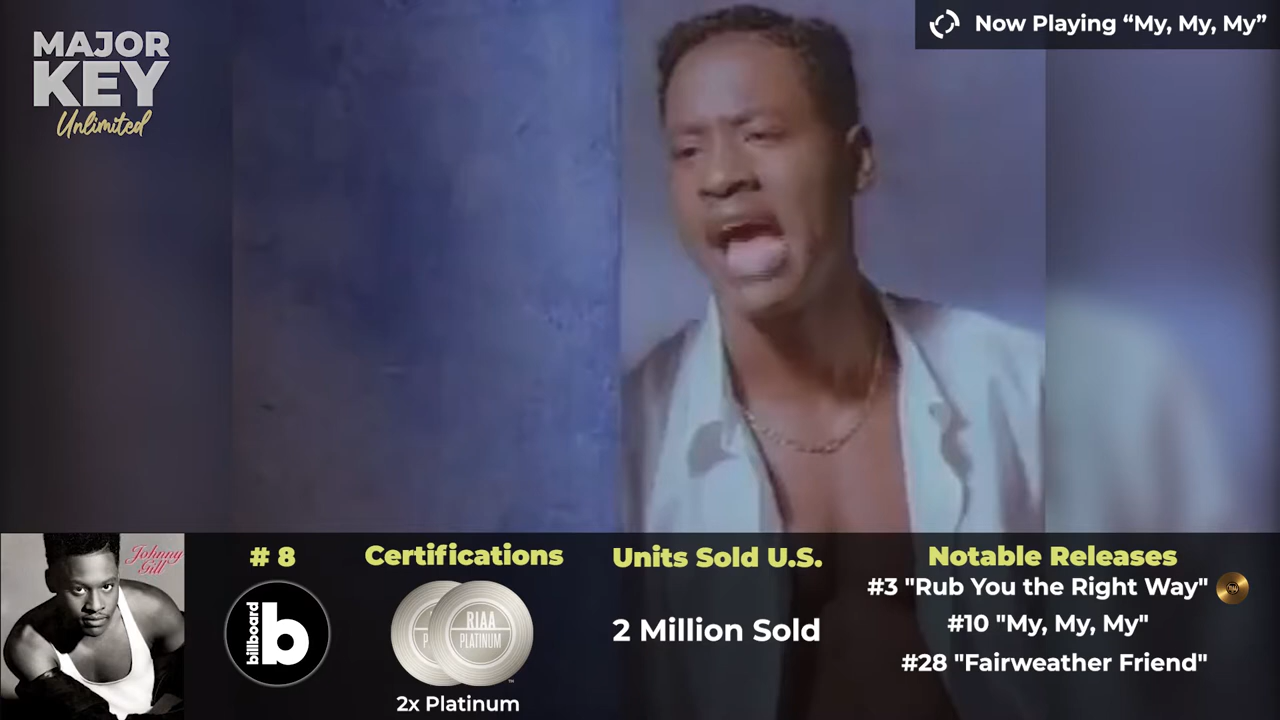 MAJOR
KEY
Unlimited
Now Playing “My, My, My”
Johnny
Gill
# 8
billboard
b
Certifications
RIAA
PLATINUM
P
™
2x Platinum
Units Sold U.S.
2 Million Sold
Notable Releases
#3 "Rub You the Right Way"
#10 "My, My, My"
#28 "Fairweather Friend"